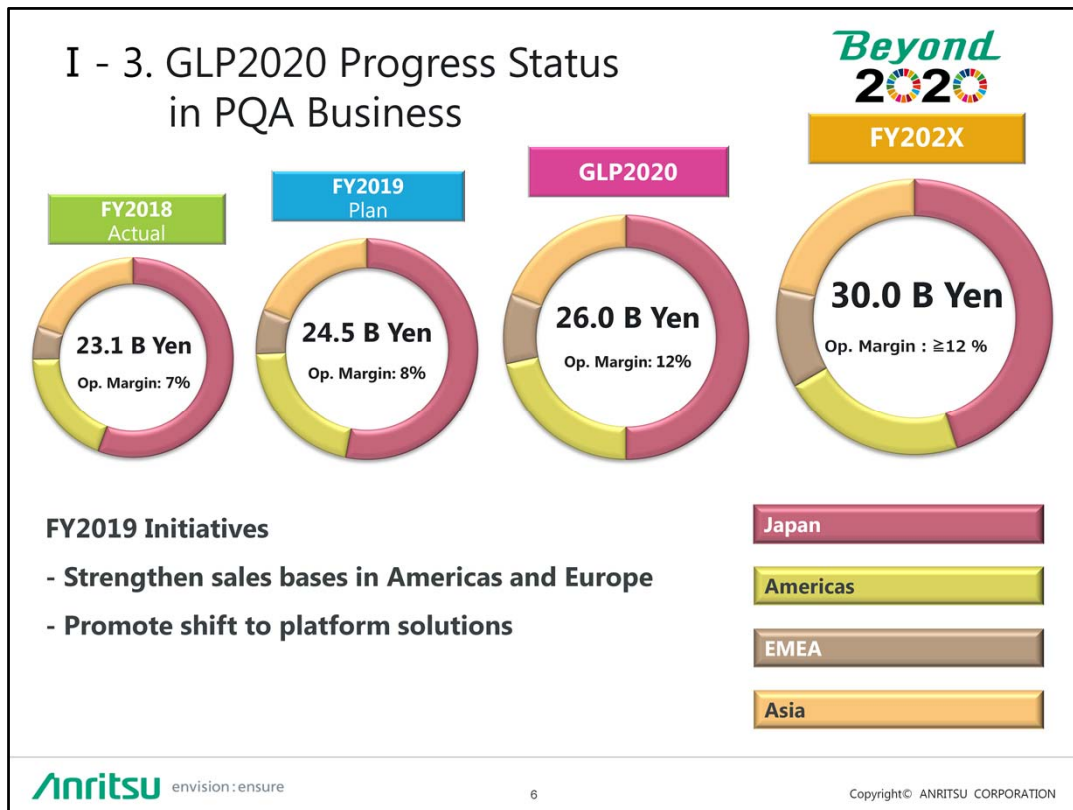 Ⅰ - 3. GLP2020 Progress Status
in PQA Business
Beyond
2020
FY2018
Actual
FY2019
Plan
GLP2020
FY202X
23.1 B Yen
Op. Margin: 7%
24.5 B Yen
Op. Margin: 8%
26.0 B Yen
Op. Margin: 12%
30.0 B Yen
Op. Margin : ≧12 %
FY2019 Initiatives
- Strengthen sales bases in Americas and Europe
- Promote shift to platform solutions
Japan
Americas
EMEA
Asia
Anritsu envision : ensure
6
Copyright© ANRITSU CORPORATION